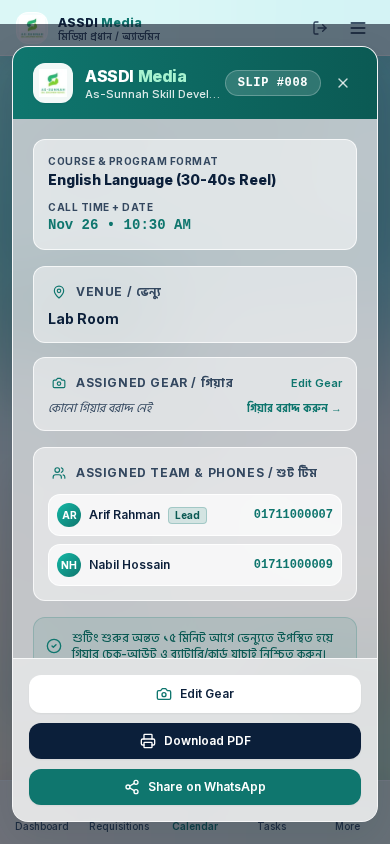 ASSDI Media
মিডিয়া প্রধান / অ্যাডমিন
ASSDI Media
As-Sunnah Skill Devel...
SLIP #008
COURSE & PROGRAM FORMAT
English Language (30-40s Reel)
CALL TIME + DATE
Nov 26 • 10:30 AM
VENUE / ভেন্যু
Lab Room
ASSIGNED GEAR / গিয়ার
Edit Gear
কোনো গিয়ার বরাদ্দ নেই
গিয়ার বরাদ্দ করুন →
ASSIGNED TEAM & PHONES / শুট টিম
AR Arif Rahman Lead 01711000007
NH Nabil Hossain 01711000009
শুটিং শুরুর অন্তত ১৫ মিনিট আগে ভেন্যুতে উপস্থিত হয়ে
গিয়ার চেক-আউট ও ব্যাটারি/কার্ড যাচাই নিশ্চিত করুন।
Edit Gear
Download PDF
Share on WhatsApp
Dashboard Requisitions Calendar Tasks More